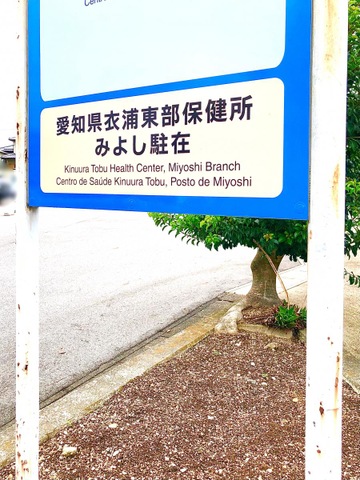 Centro
愛知県衣浦東部保健所
みよし駐在
Kinuura Tobu Health Center, Miyoshi Branch
Centro de Saúde Kinuura Tobu, Posto de Miyoshi